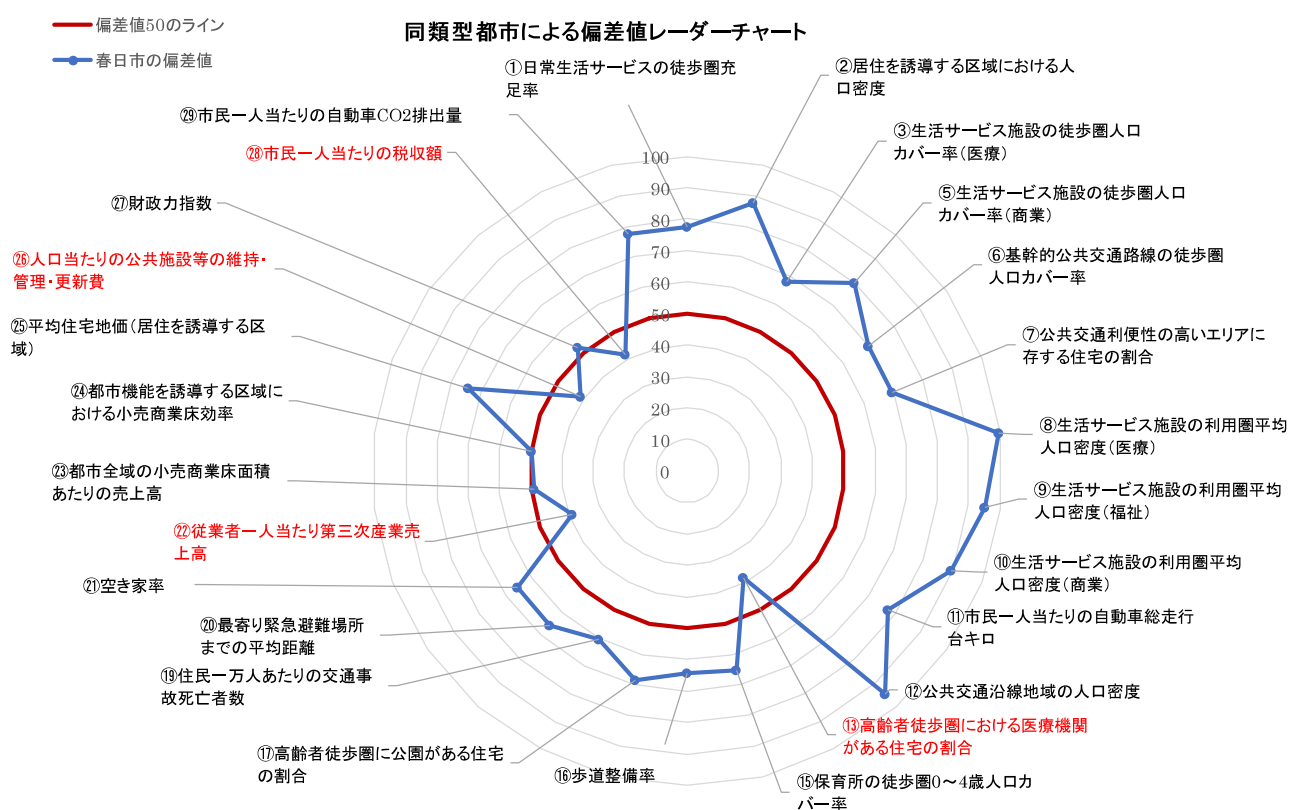 同類型都市による偏差値レーダーチャート
偏差値50のライン
春日市の偏差値
①日常生活サービスの徒歩圏充
足率
②居住を誘導する区域における人
口密度
③生活サービス施設の徒歩圏人口
カバー率(医療)
⑤生活サービス施設の徒歩圏人口
カバー率(商業)
⑥基幹的公共交通路線の徒歩圏
人口カバー率
⑦公共交通利便性の高いエリアに
存する住宅の割合
⑧生活サービス施設の利用圏平均
人口密度(医療)
⑨生活サービス施設の利用圏平均
人口密度(福祉)
⑩生活サービス施設の利用圏平均
人口密度(商業)
⑪市民一人当たりの自動車総走行
台キロ
⑫公共交通沿線地域の人口密度
⑬高齢者徒歩圏における医療機関
がある住宅の割合
⑮保育所の徒歩圏0～4歳人口カ
バー率
⑯歩道整備率
⑰高齢者徒歩圏に公園がある住宅
の割合
⑲住民一万人あたりの交通事
故死亡者数
⑳最寄り緊急避難場所
までの平均距離
㉑空き家率
㉒従業者一人当たり第三次産業売
上高
㉓都市全域の小売商業床面積
あたりの売上高
㉔都市機能を誘導する区域に
おける小売商業床効率
㉕平均住宅地価(居住を誘導する区
域)
㉖人口当たりの公共施設等の維持・
管理・更新費
㉗財政力指数
㉘市民一人当たりの税収額
㉙市民一人当たりの自動車CO2排出量
100
90
80
70
60
50
40
30
20
10
0